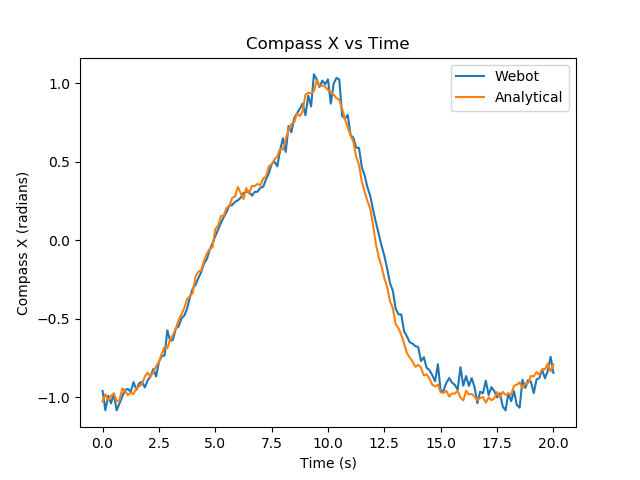 Compass X vs Time
Webot
Analytical
1.0
0.5
0.0
−0.5
−1.0
Compass X (radians)
0.0 2.5 5.0 7.5 10.0 12.5 15.0 17.5 20.0
Time (s)